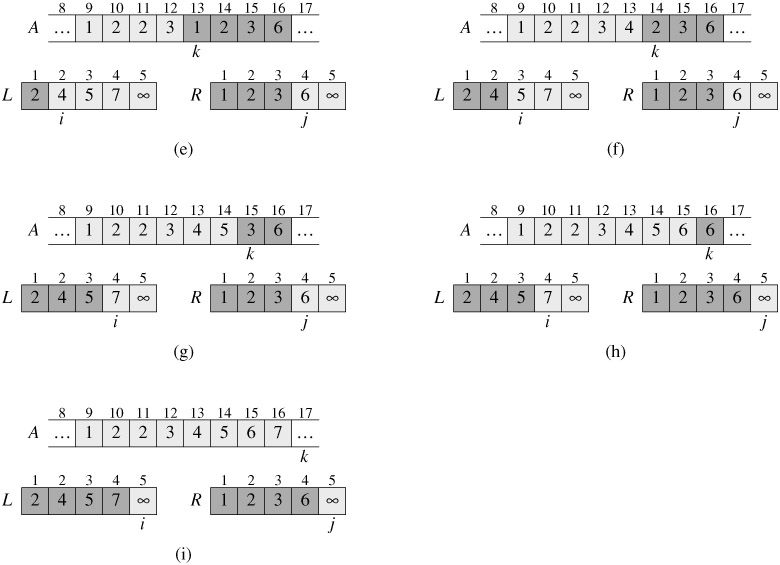 8 9 10 11 12 13 14 15 16 17
A ... 1 2 2 3 1 2 3 6 ...
k
1 2 3 4 5 1 2 3 4 5
L 2 4 5 7 ∞ R 1 2 3 6 ∞
i j
(e)
8 9 10 11 12 13 14 15 16 17
A ... 1 2 2 3 4 2 3 6 ...
k
1 2 3 4 5 1 2 3 4 5
L 2 4 5 7 ∞ R 1 2 3 6 ∞
i j
(f)
8 9 10 11 12 13 14 15 16 17
A ... 1 2 2 3 4 5 3 6 ...
k
1 2 3 4 5 1 2 3 4 5
L 2 4 5 7 ∞ R 1 2 3 6 ∞
i j
(g)
8 9 10 11 12 13 14 15 16 17
A ... 1 2 2 3 4 5 6 6 ...
k
1 2 3 4 5 1 2 3 4 5
L 2 4 5 7 ∞ R 1 2 3 6 ∞
i j
(h)
8 9 10 11 12 13 14 15 16 17
A ... 1 2 2 3 4 5 6 7 ...
k
1 2 3 4 5 1 2 3 4 5
L 2 4 5 7 ∞ R 1 2 3 6 ∞
i j
(i)